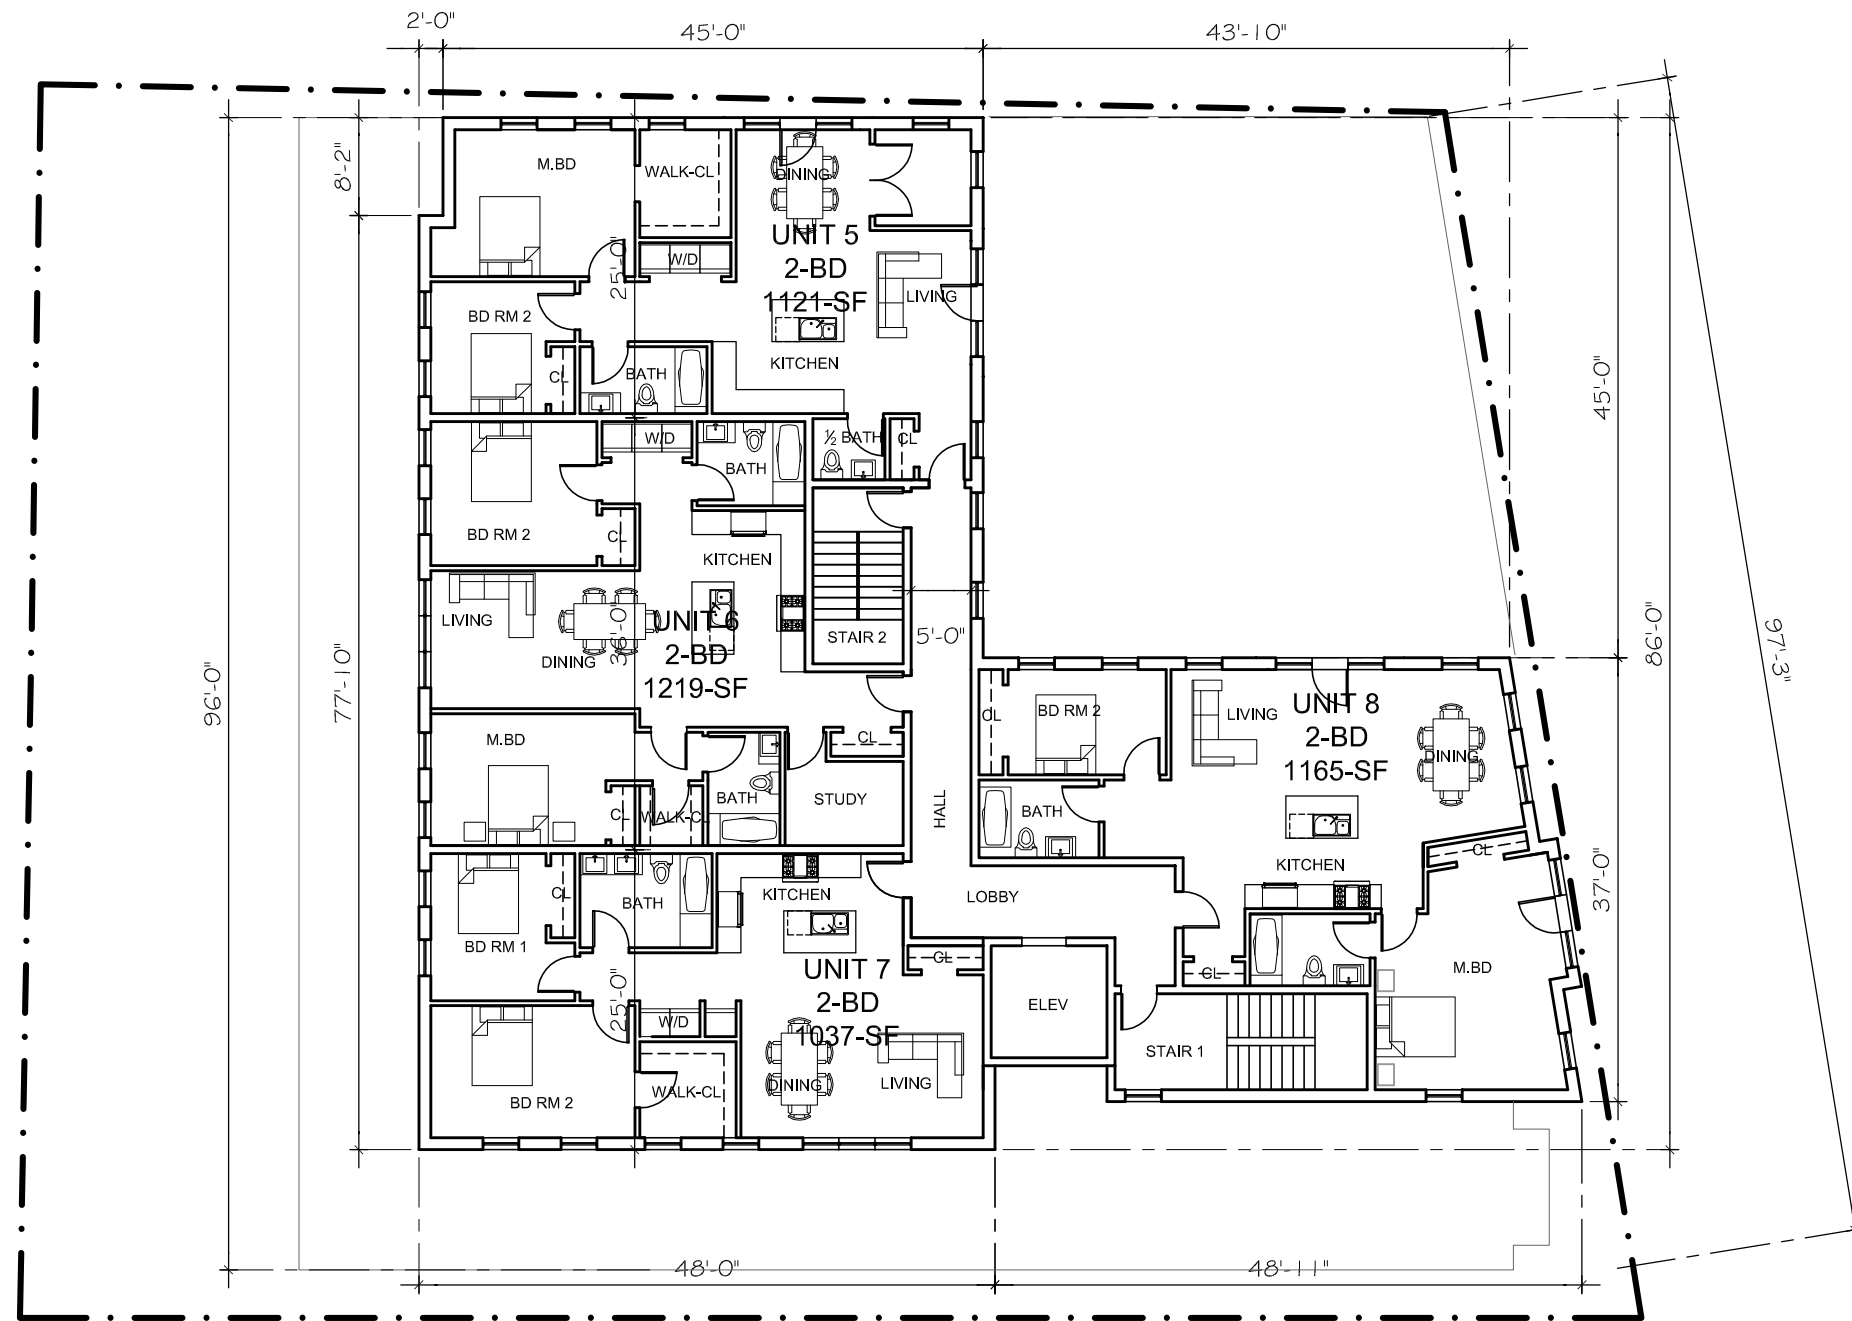 2'-0"
45'-0"
43'-10"
8'-2"
M.BD
WALK-CL
DINING
UNIT 5
2-BD
1121-SF
W/D
25'-0"
LIVING
BD RM 2
KITCHEN
CL
BATH
45'-0"
W/D
BATH
½ BATH
CL
BD RM 2
CL
KITCHEN
LIVING
DINING
36'-0"
UNIT 6
2-BD
1219-SF
STAIR 2
5'-0"
96'-0"
77'-10"
86'-0"
97'-3"
M.BD
CL
CL
BD RM 2
LIVING
UNIT 8
2-BD
1165-SF
DINING
CL
WALK-CL
BATH
STUDY
HALL
BATH
KITCHEN
CL
37'-0"
BD RM 1
CL
BATH
KITCHEN
LOBBY
CL
UNIT 7
2-BD
1037-SF
CL
M.BD
25'-0"
W/D
ELEV
STAIR 1
BD RM 2
WALK-CL
DINING
LIVING
48'-0"
48'-11"